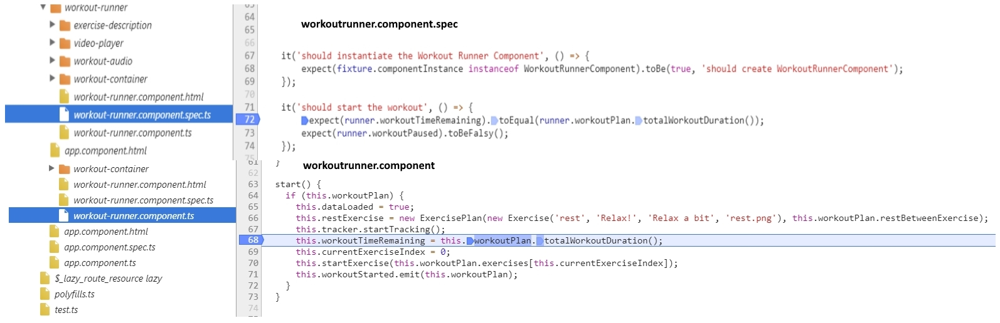 workout-runner
exercise-description
video-player
workout-audio
workout-container
workout-runner.component.html
workout-runner.component.spec.ts
workout-runner.component.ts
app.component.html
workout-container
workout-runner.component.html
workout-runner.component.spec.ts
workout-runner.component.ts
app.component.html
app.component.spec.ts
app.component.ts
$_lazy_route_resource lazy
polyfills.ts
test.ts
63
64 workoutrunner.component.spec
65
66
67 it('should instantiate the Workout Runner Component', () => {
68 expect(fixture.componentInstance instanceof WorkoutRunnerComponent).toBe(true, 'should create WorkoutRunnerComponent');
69 });
70
71 it('should start the workout', () => {
72 expect(runner.workoutTimeRemaining).toEqual(runner.workoutPlan.totalWorkoutDuration());
73 expect(runner.workoutPaused).toBeFalsy();
74 });
75
61 }
workoutrunner.component
62
63 start() {
64 if (this.workoutPlan) {
65 this.dataLoaded = true;
66 this.restExercise = new ExercisePlan(new Exercise('rest', 'Relax!', 'Relax a bit', 'rest.png'), this.workoutPlan.restBetweenExercise);
67 this.tracker.startTracking();
68 this.workoutTimeRemaining = this.workoutPlan.totalWorkoutDuration();
69 this.currentExerciseIndex = 0;
70 this.startExercise(this.workoutPlan.exercises[this.currentExerciseIndex]);
71 this.workoutStarted.emit(this.workoutPlan);
72 }
73 }
74